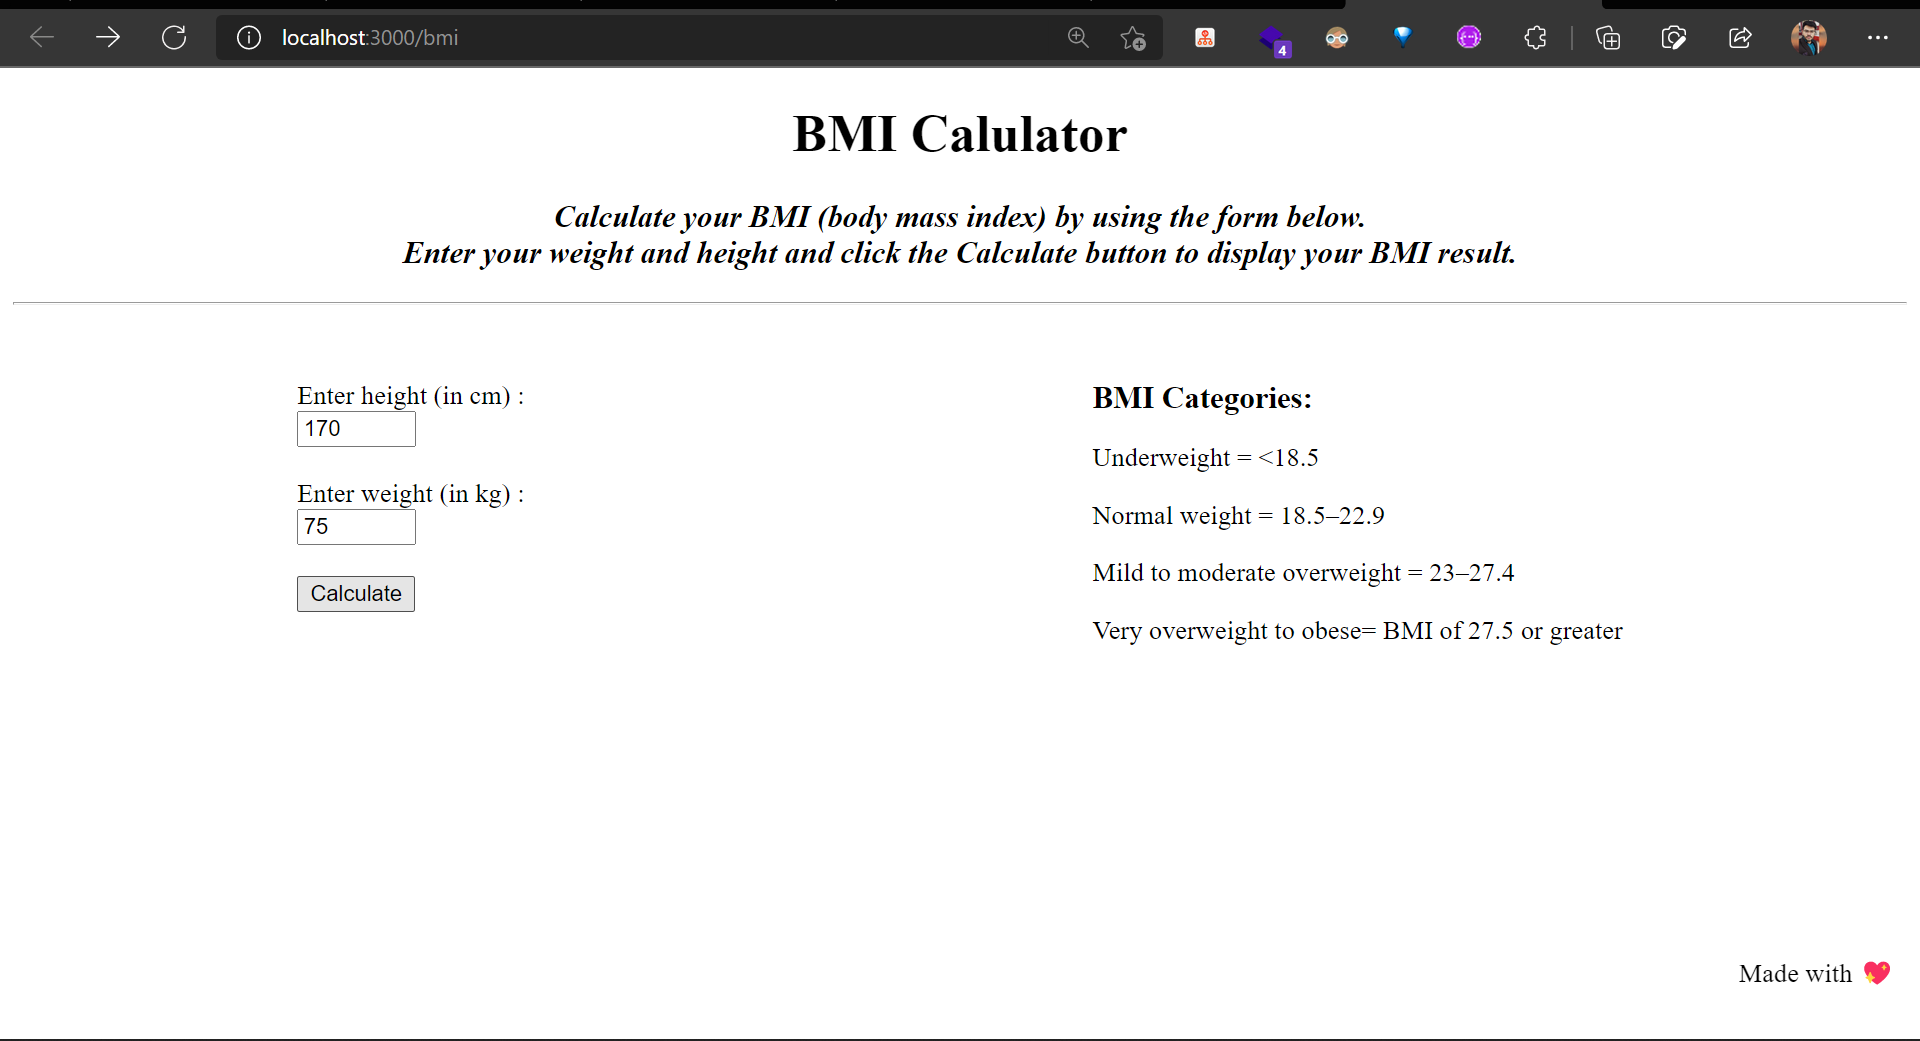 localhost:3000/bmi
4
BMI Calulator
Calculate your BMI (body mass index) by using the form below.
Enter your weight and height and click the Calculate button to display your BMI result.
Enter height (in cm) :
170
Enter weight (in kg) :
75
Calculate
BMI Categories:
Underweight = <18.5
Normal weight = 18.5–22.9
Mild to moderate overweight = 23–27.4
Very overweight to obese= BMI of 27.5 or greater
Made with 💖